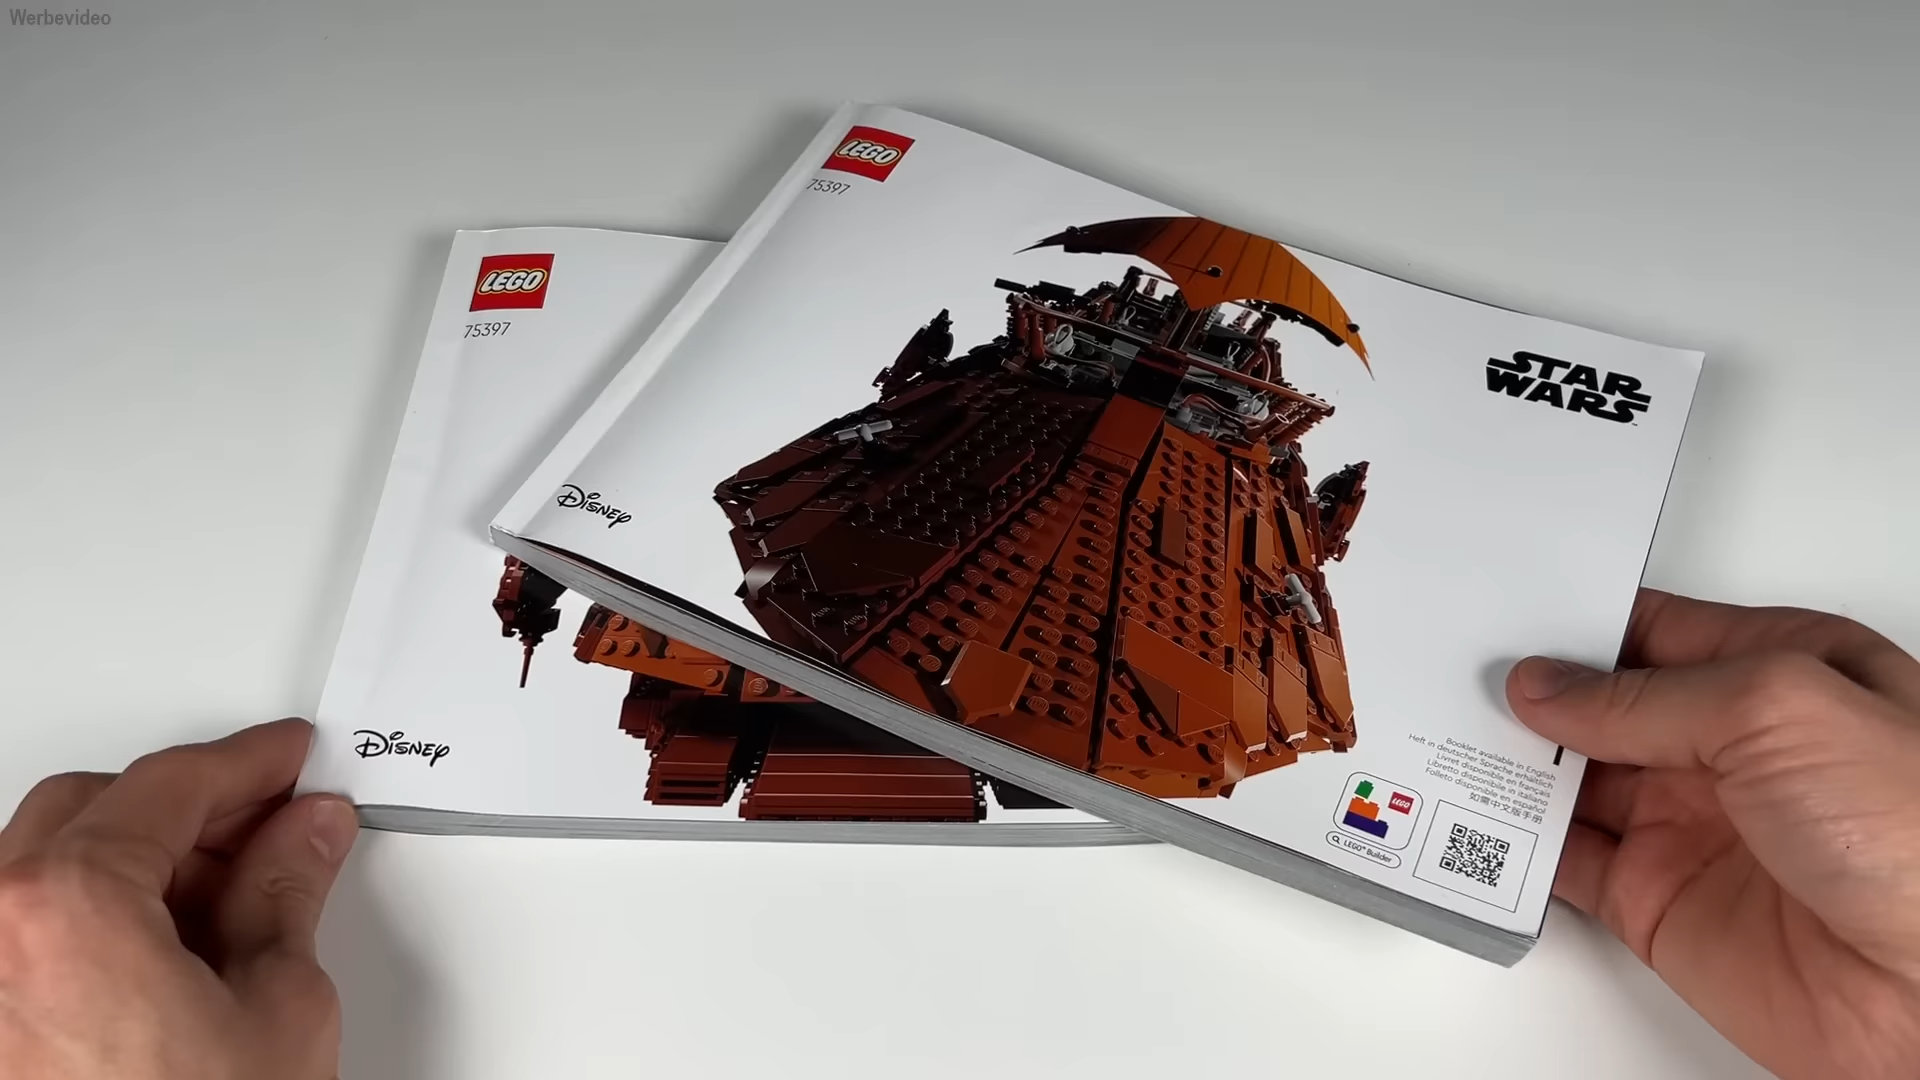 Werbevideo
LEGO
75397
STAR
WARS
Disney
LEGO
75397
Disney
Booklet available in English
Heft in deutscher Sprache erhältlich
Livret disponible en français
Libretto disponibile in italiano
Folleto disponible en español
如需中文版手册
LEGO
LEGO® Builder
1